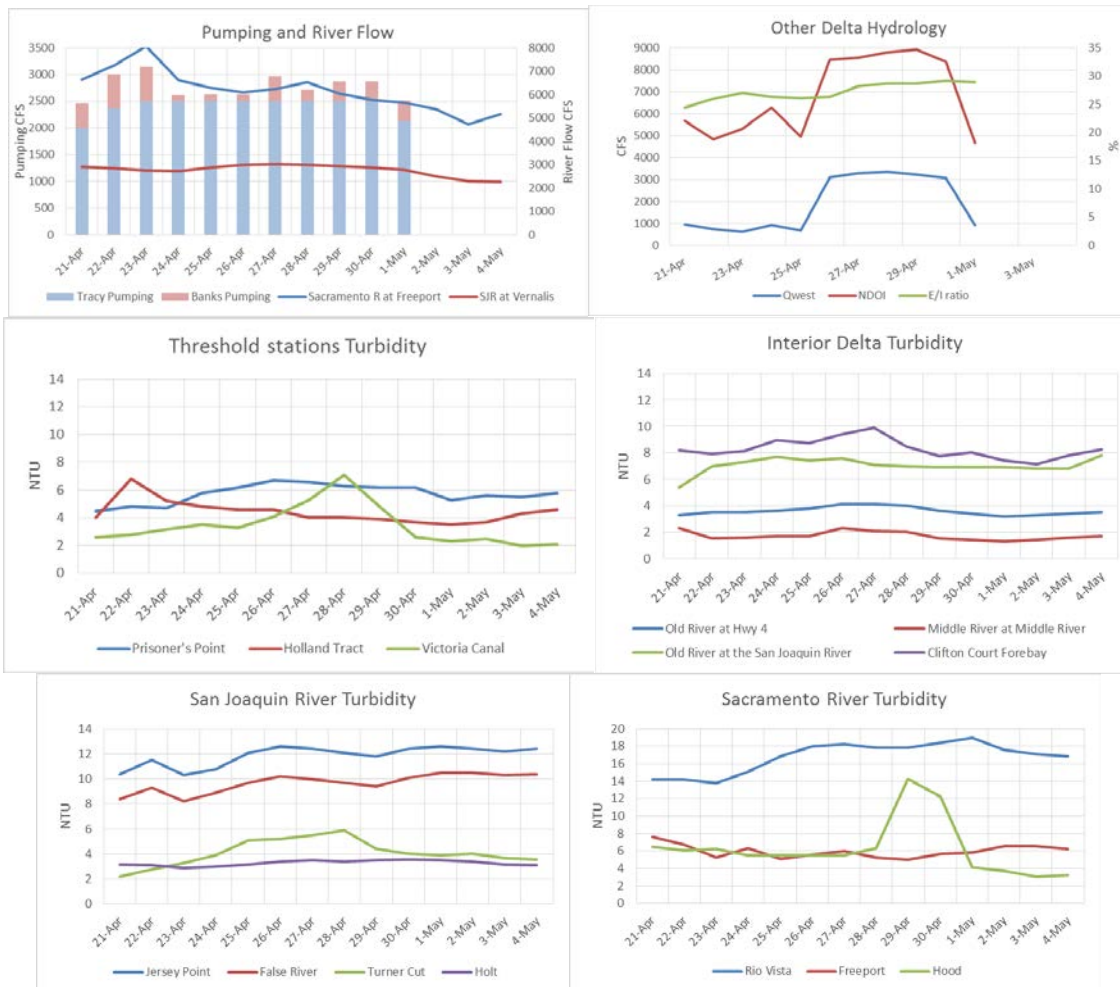 Pumping and River Flow
3500
3000
2500
2000
1500
1000
500
0
Pumping CFS
8000
7000
6000
5000
4000
3000
2000
1000
0
River Flow CFS
21-Apr 22-Apr 23-Apr 24-Apr 25-Apr 26-Apr 27-Apr 28-Apr 29-Apr 30-Apr 1-May 2-May 3-May 4-May
Tracy Pumping Banks Pumping Sacramento R at Freeport SJR at Vernalis
Other Delta Hydrology
9000
8000
7000
6000
5000
4000
3000
2000
1000
0
CFS
35
30
25
20
15
10
5
0
%
21-Apr 23-Apr 25-Apr 27-Apr 29-Apr 1-May 3-May
Qwest NDOI E/I ratio
Threshold stations Turbidity
14
12
10
8
6
4
2
0
NTU
21-Apr 22-Apr 23-Apr 24-Apr 25-Apr 26-Apr 27-Apr 28-Apr 29-Apr 30-Apr 1-May 2-May 3-May 4-May
Prisoner's Point Holland Tract Victoria Canal
Interior Delta Turbidity
14
12
10
8
6
4
2
0
NTU
21-Apr 22-Apr 23-Apr 24-Apr 25-Apr 26-Apr 27-Apr 28-Apr 29-Apr 30-Apr 1-May 2-May 3-May 4-May
Old River at Hwy 4 Middle River at Middle River
Old River at the San Joaquin River Clifton Court Forebay
San Joaquin River Turbidity
14
12
10
8
6
4
2
0
NTU
21-Apr 22-Apr 23-Apr 24-Apr 25-Apr 26-Apr 27-Apr 28-Apr 29-Apr 30-Apr 1-May 2-May 3-May 4-May
Jersey Point False River Turner Cut Holt
Sacramento River Turbidity
20
18
16
14
12
10
8
6
4
2
0
NTU
21-Apr 22-Apr 23-Apr 24-Apr 25-Apr 26-Apr 27-Apr 28-Apr 29-Apr 30-Apr 1-May 2-May 3-May 4-May
Rio Vista Freeport Hood